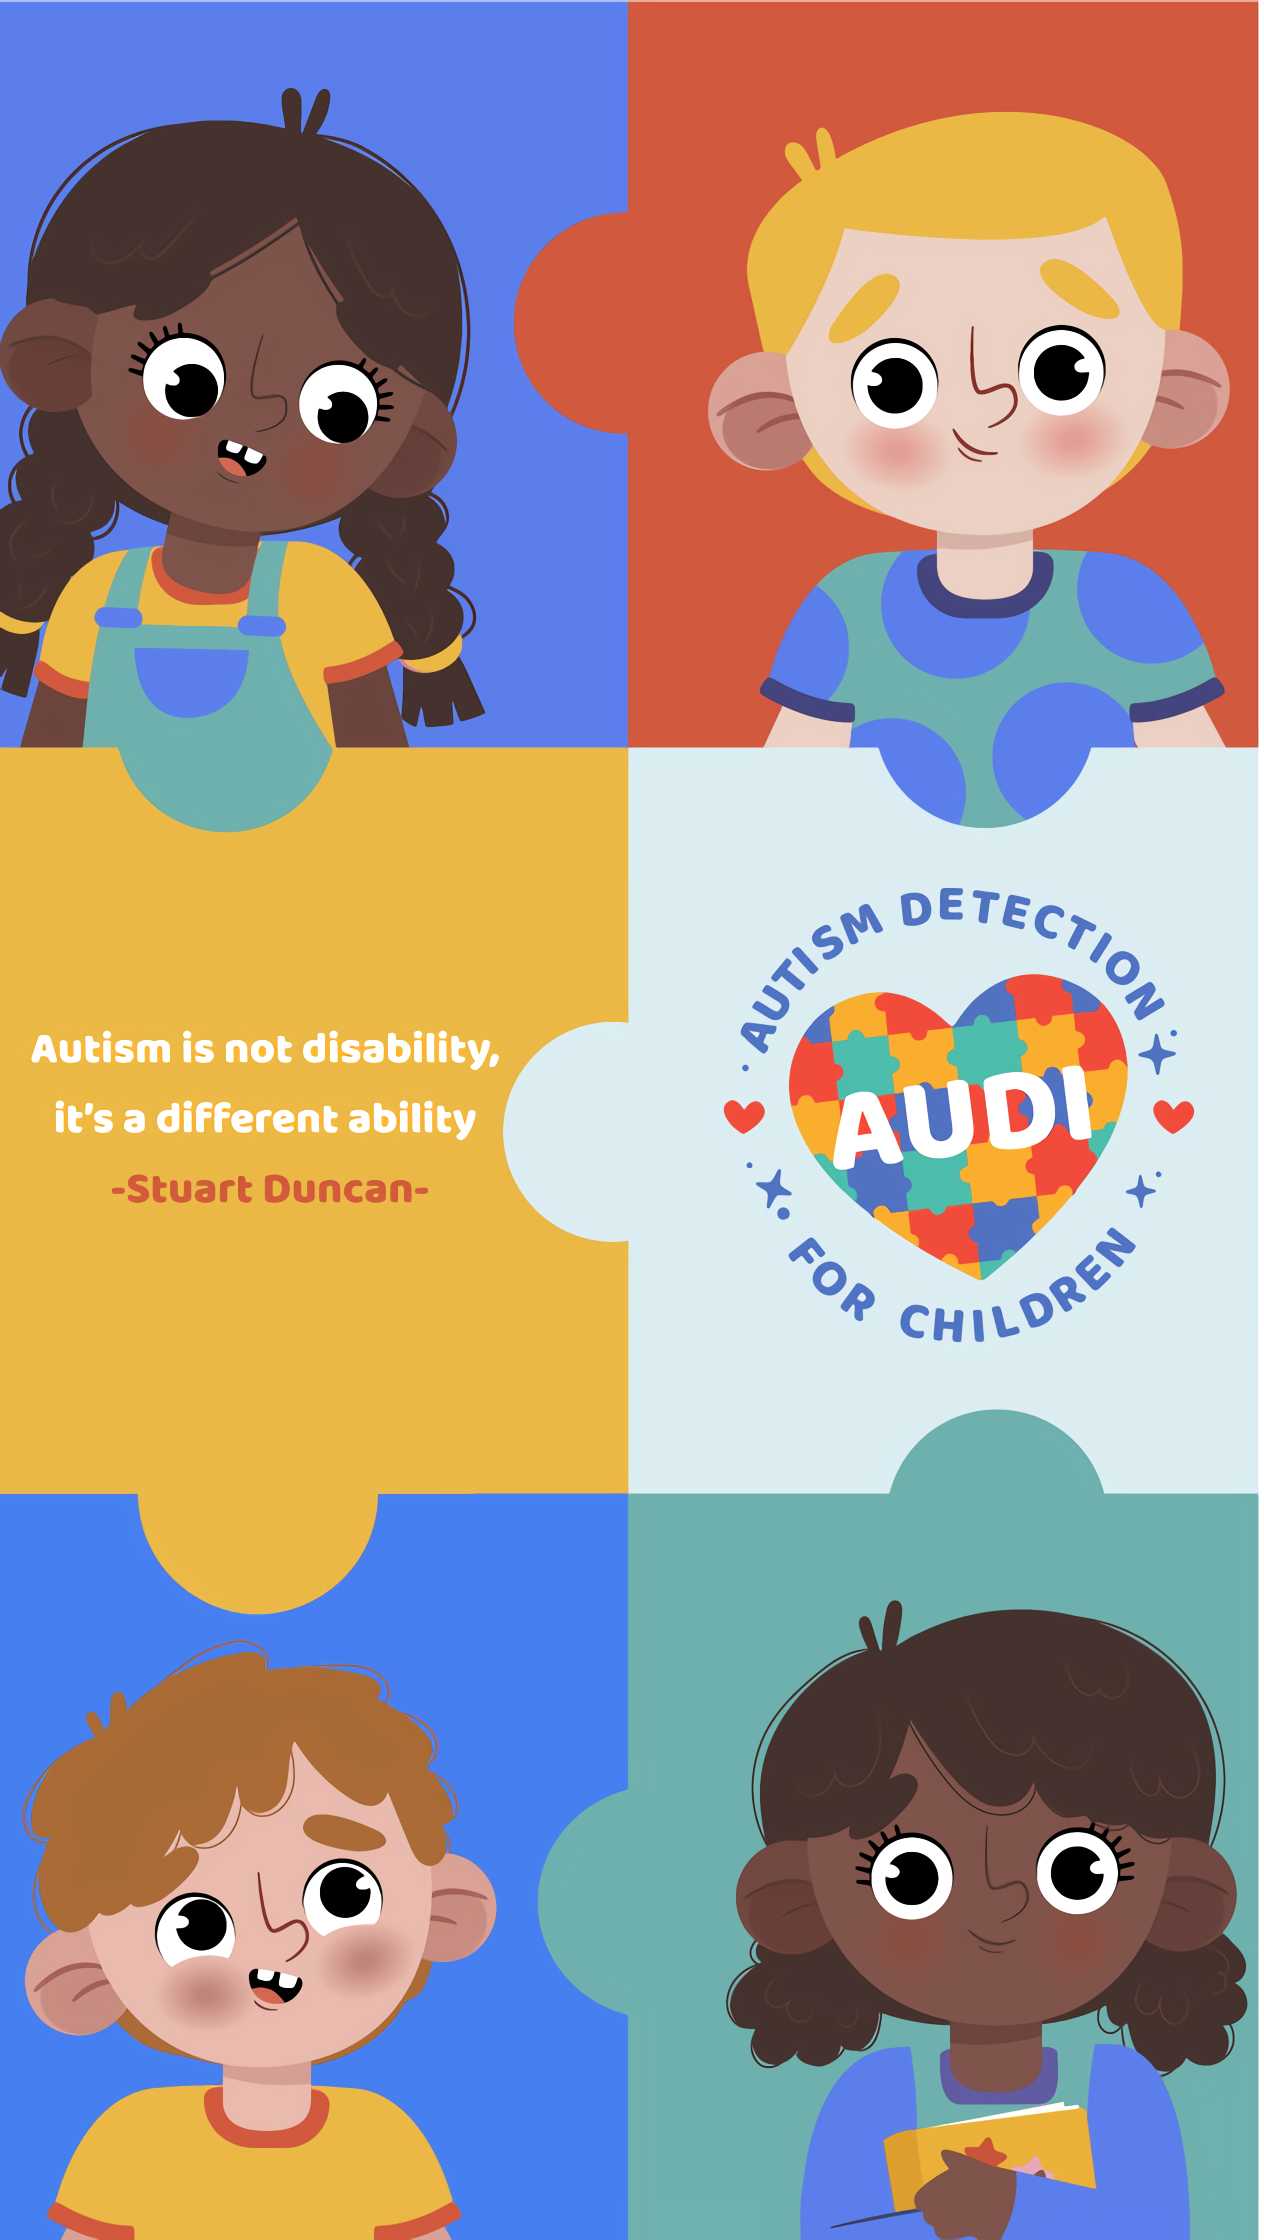 Autism is not disability,
it's a different ability
-Stuart Duncan-
AUTISM DETECTION
AUDI
FOR CHILDREN